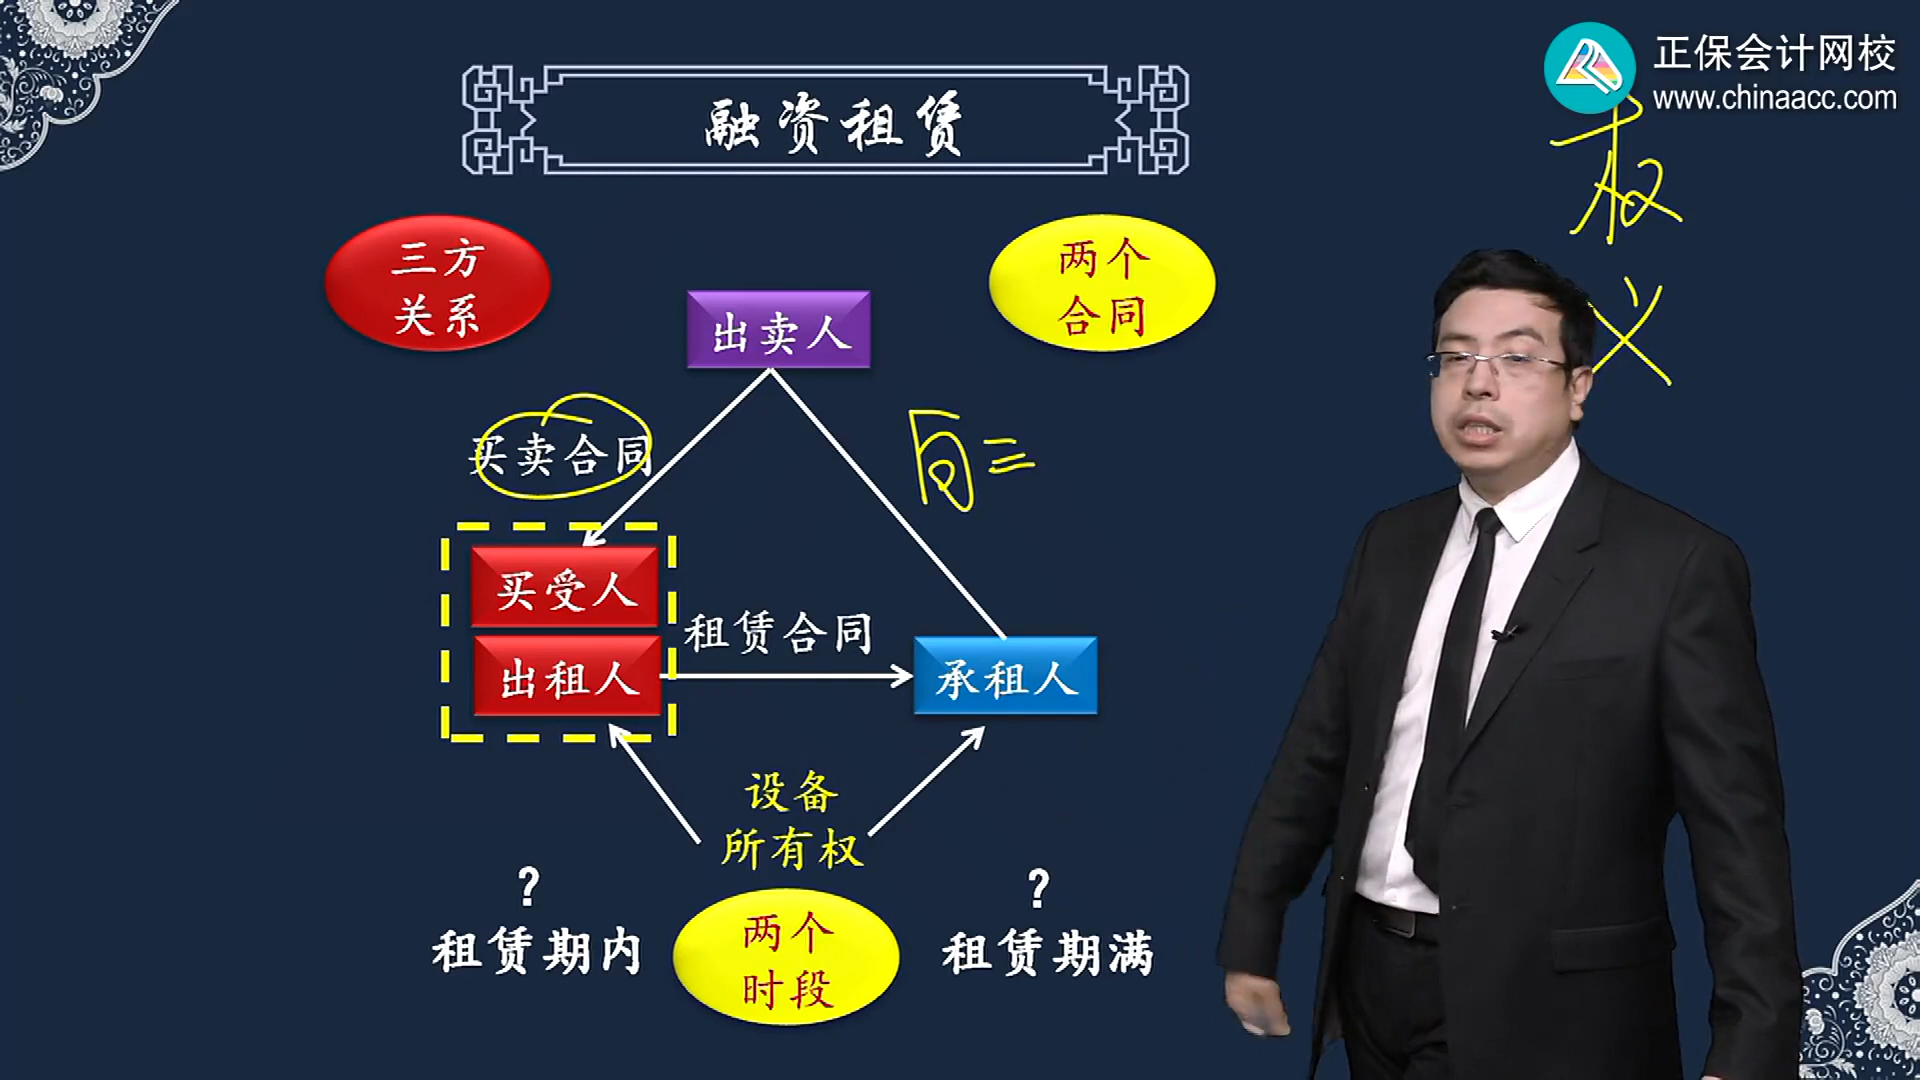 正保会计网校
www.chinaacc.com
融资租赁
三方
关系
两个
合同
出卖人
权
义
买卖合同
买受人
出租人
租赁合同
承租人
设备
所有权
?
?
租赁期内
两个
时段
租赁期满